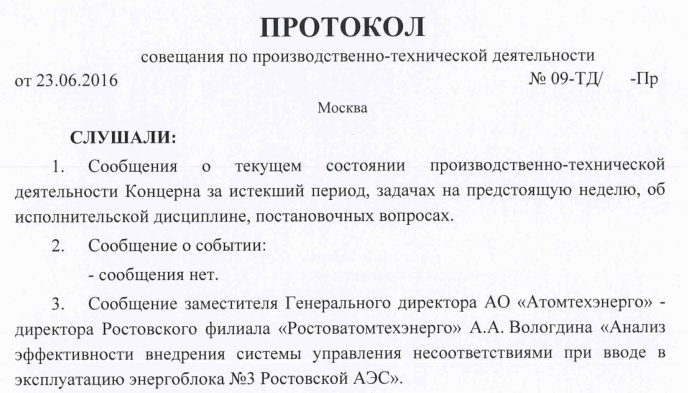 ПРОТОКОЛ
совещания по производственно-технической деятельности
от 23.06.2016 № 09-ТД/ -Пр
Москва
СЛУШАЛИ:
1. Сообщения о текущем состоянии производственно-технической
деятельности Концерна за истекший период, задачах на предстоящую неделю, об
исполнительской дисциплине, постановочных вопросах.
2. Сообщение о событии:
- сообщения нет.
3. Сообщение заместителя Генерального директора АО «Атомтехэнерго» -
директора Ростовского филиала «Ростоватомтехэнерго» А.А. Вологдина «Анализ
эффективности внедрения системы управления несоответствиями при вводе в
эксплуатацию энергоблока №3 Ростовской АЭС».